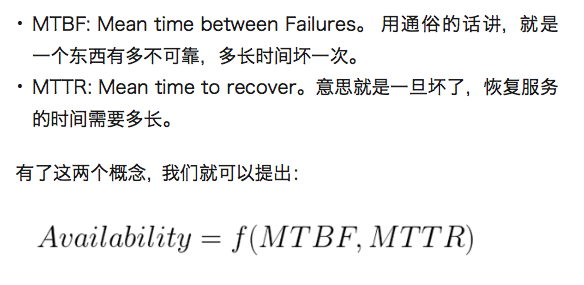 • MTBF: Mean time between Failures。 用通俗的话讲，就是
一个东西有多不可靠，多长时间坏一次。
• MTTR: Mean time to recover。意思就是一旦坏了，恢复服务
的时间需要多长。
有了这两个概念，我们就可以提出：
Availability = f(MTBF, MTTR)